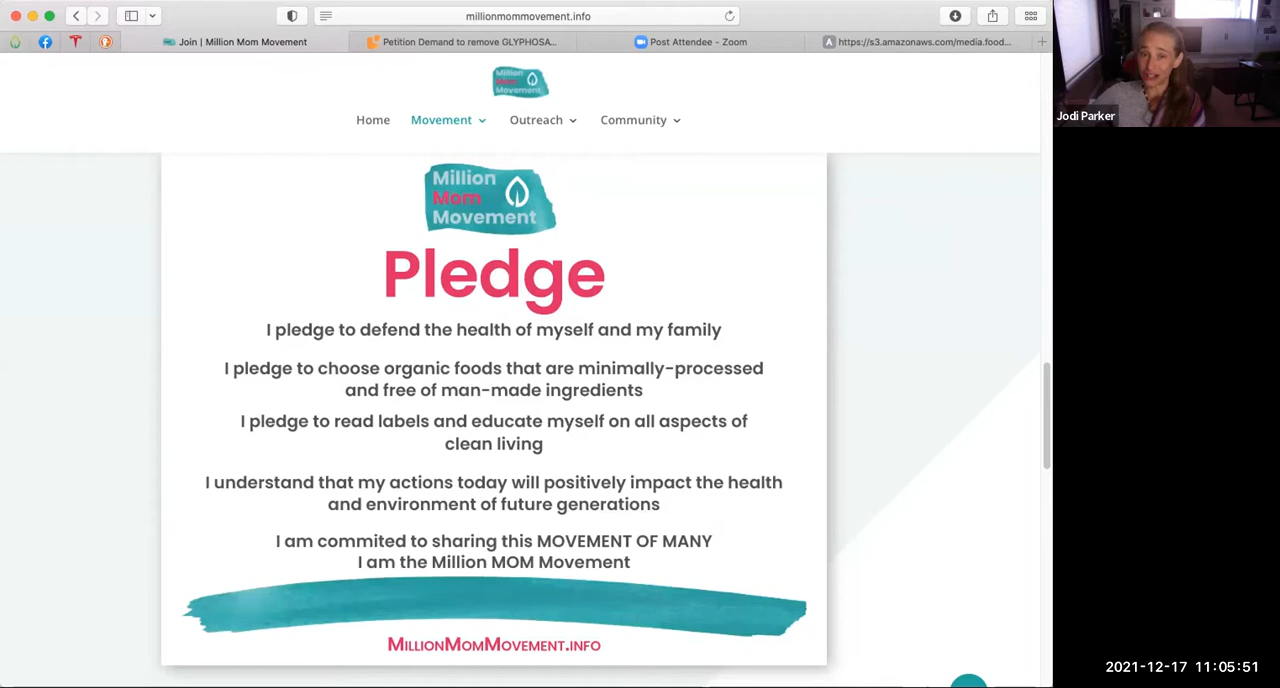 millionmommovement.info
Join | Million Mom Movement
Petition Demand to remove GLYPHOSA...
Post Attendee - Zoom
https://s3.amazonaws.com/media.food...
Million
Mom
Movement
Home
Movement
Outreach
Community
Million
Mom
Movement
Pledge
I pledge to defend the health of myself and my family
I pledge to choose organic foods that are minimally-processed
and free of man-made ingredients
I pledge to read labels and educate myself on all aspects of
clean living
I understand that my actions today will positively impact the health
and environment of future generations
I am commited to sharing this MOVEMENT OF MANY
I am the Million MOM Movement
MILLIONMOMMOVEMENT.INFO
Jodi Parker
2021-12-17 11:05:51